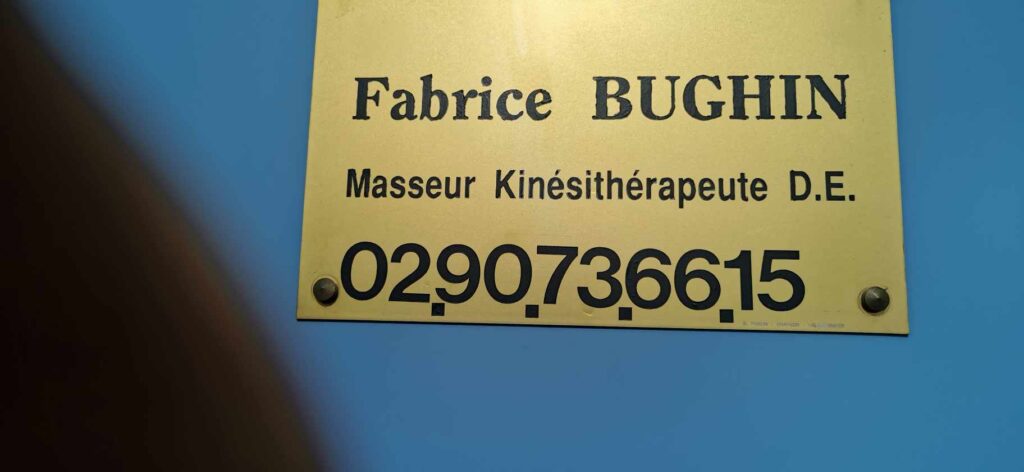 Fabrice BUGHIN
Masseur Kinésithérapeute D.E.
02.90.73.66.15